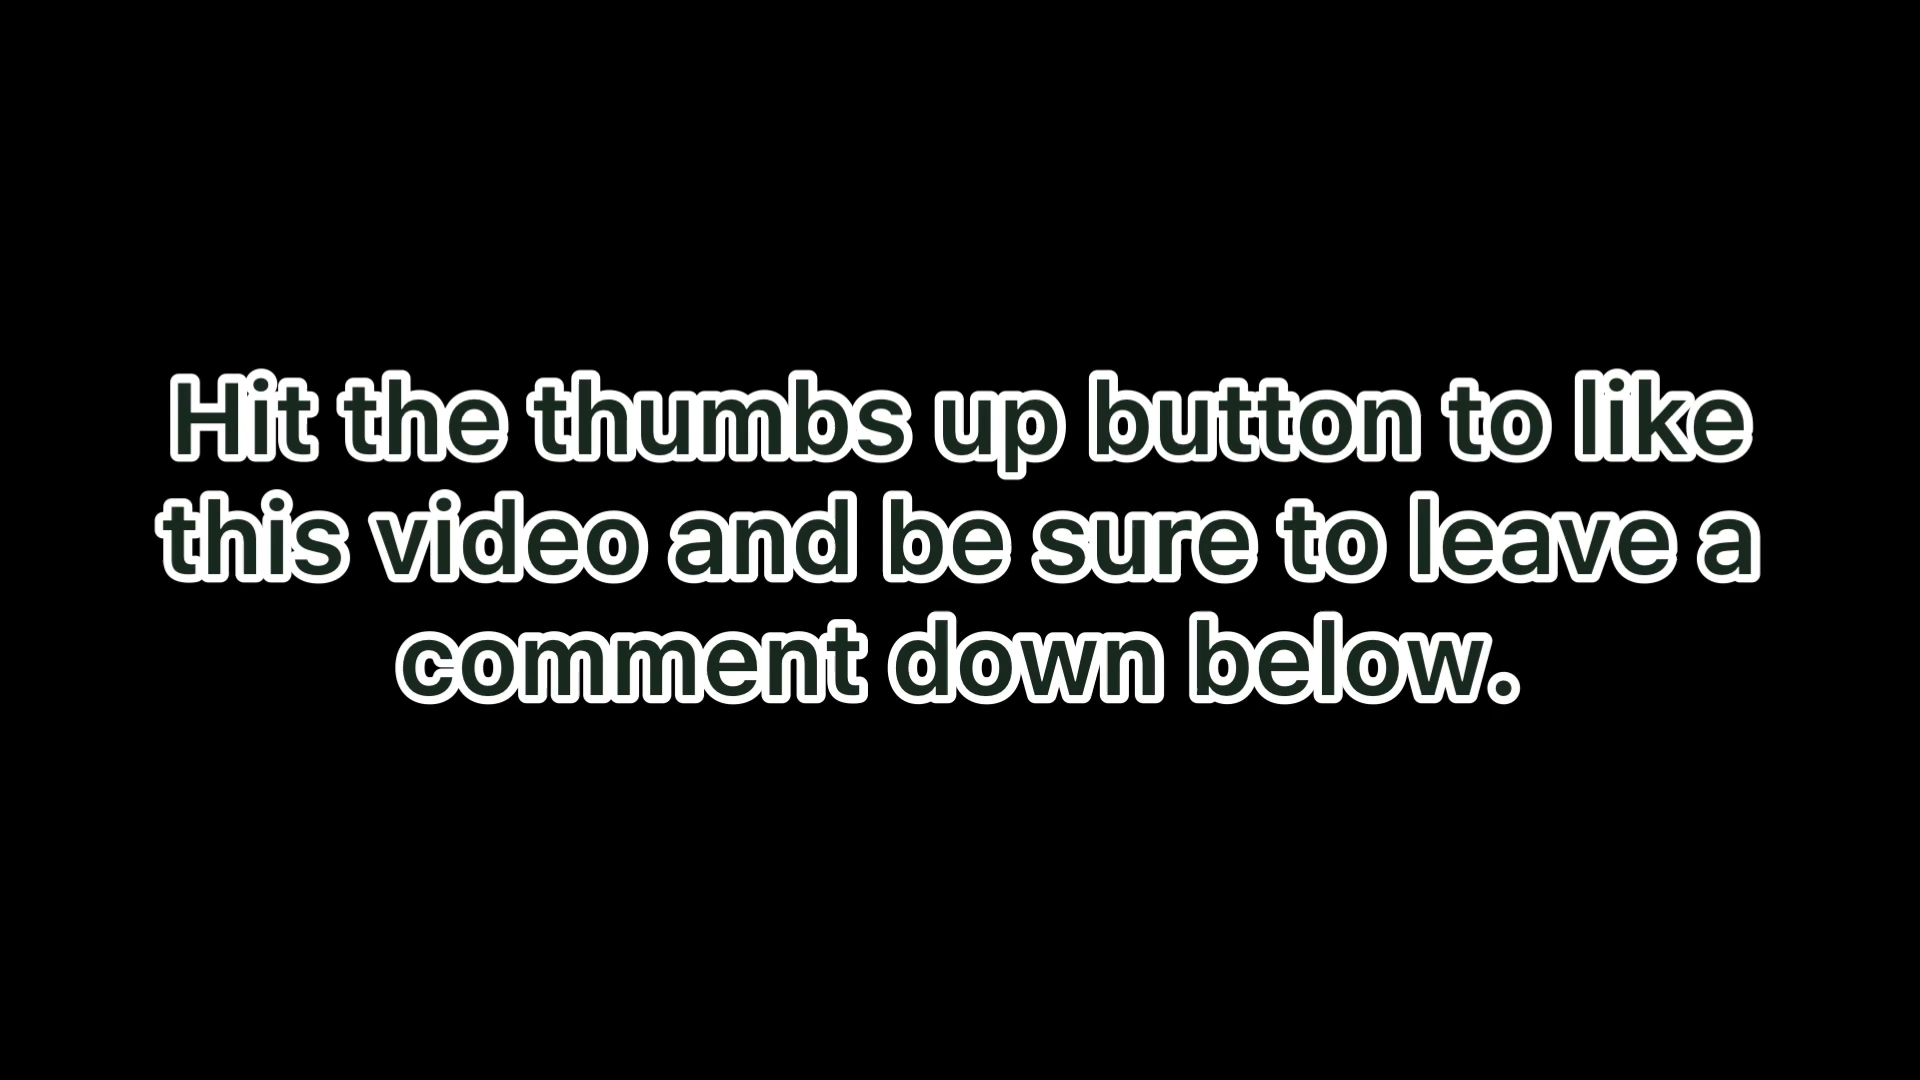 Hit the thumbs up button to like
this video and be sure to leave a
comment down below.